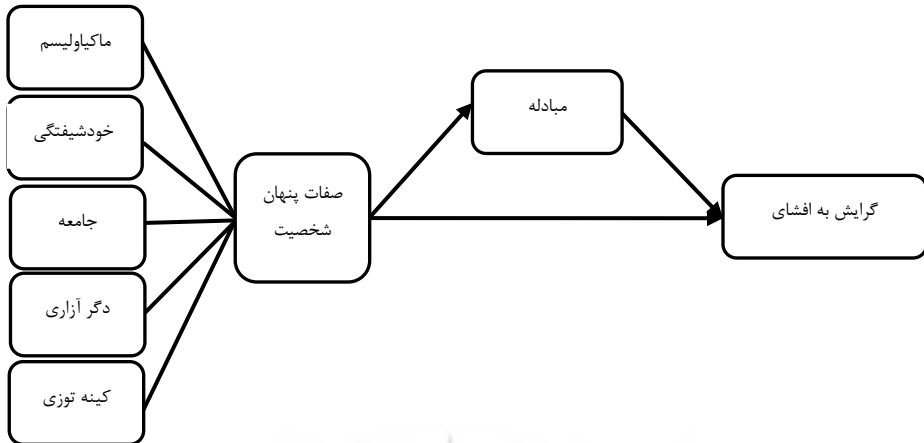 ماکیاولیسم
خودشیفتگی
جامعه
دگر آزاری
کینه توزی
صفات پنهان
شخصیت
مبادله
گرایش به افشای